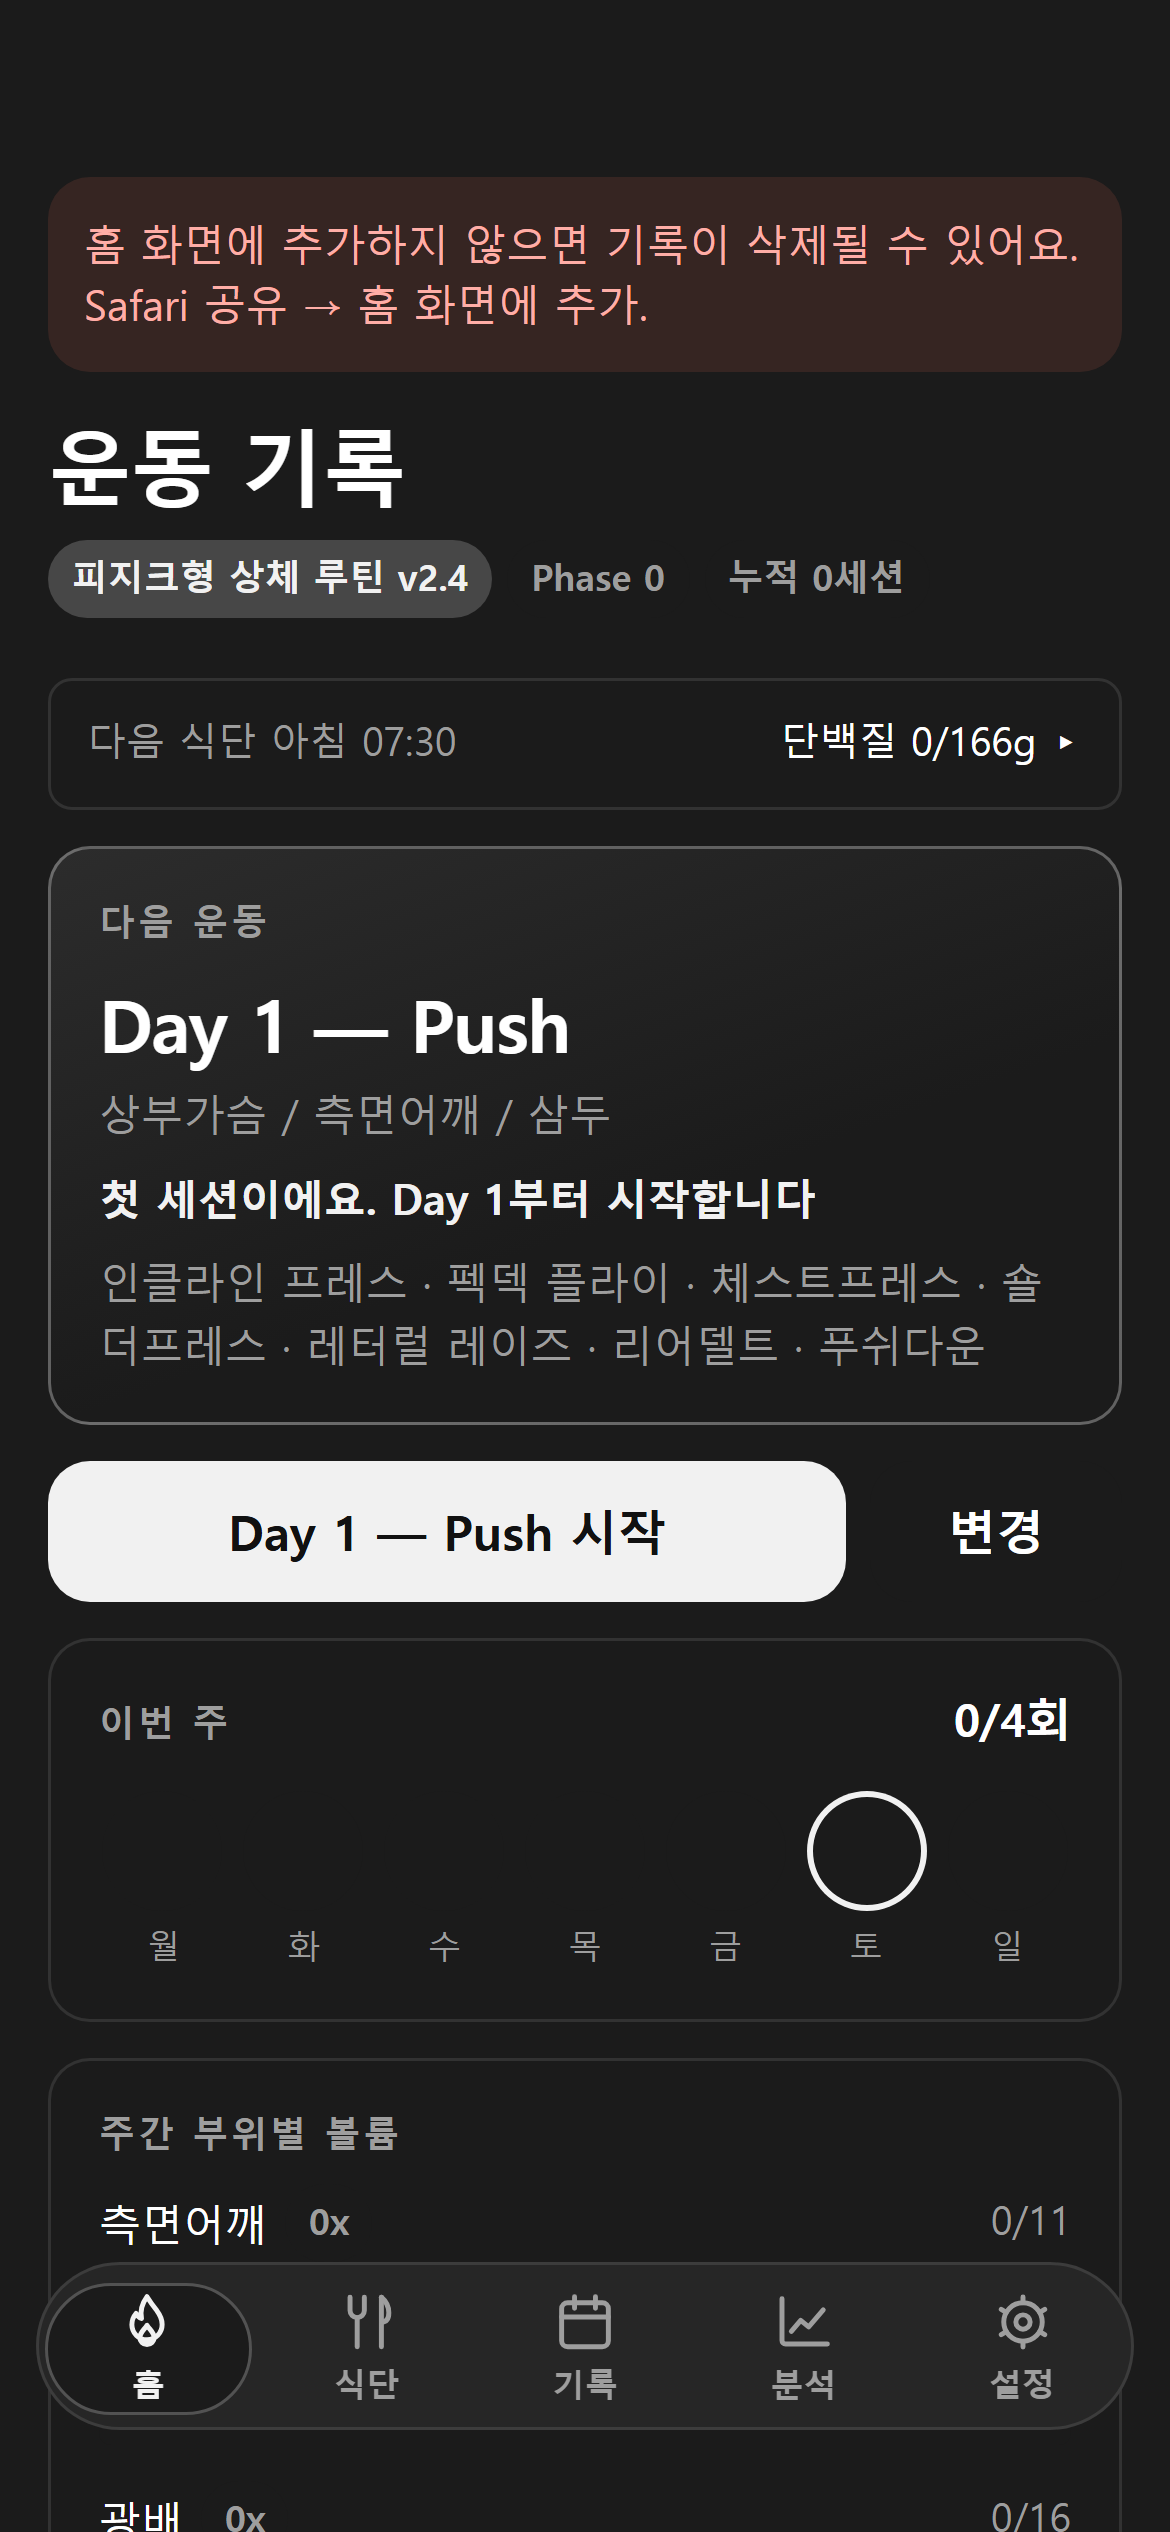 홈 화면에 추가하지 않으면 기록이 삭제될 수 있어요.
Safari 공유 → 홈 화면에 추가.
운동 기록
피지크형 상체 루틴 v2.4 Phase 0 누적 0세션
다음 식단 아침 07:30 단백질 0/166g ▸
다음 운동
Day 1 — Push
상부가슴 / 측면어깨 / 삼두
첫 세션이에요. Day 1부터 시작합니다
인클라인 프레스 · 펙덱 플라이 · 체스트프레스 · 숄
더프레스 · 레터럴 레이즈 · 리어델트 · 푸쉬다운
Day 1 — Push 시작 변경
이번 주 0/4회
월 화 수 목 금 토 일
주간 부위별 볼륨
측면어깨 0x 0/11
홈 식단 기록 분석 설정
광배 0x 0/16